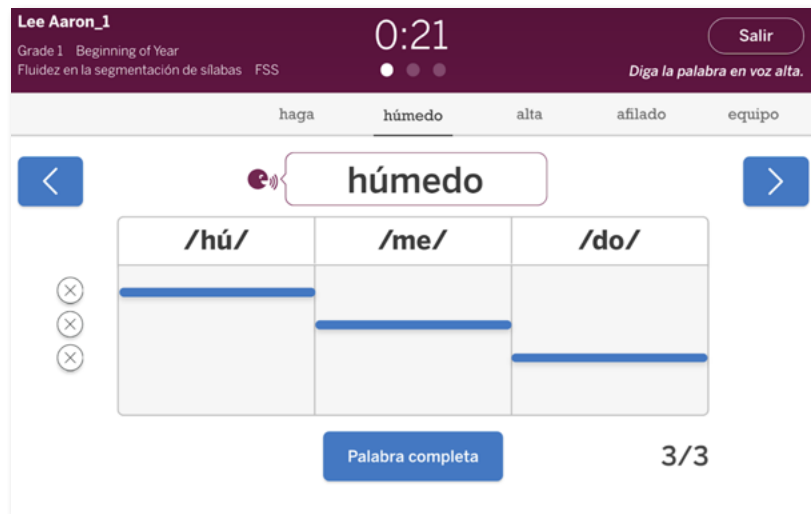 Lee Aaron_1
Grade 1 Beginning of Year
Fluidez en la segmentación de sílabas FSS
0:21
Salir
Diga la palabra en voz alta.
haga húmedo alta afilado equipo
húmedo
/hú/ /me/ /do/
Palabra completa 3/3